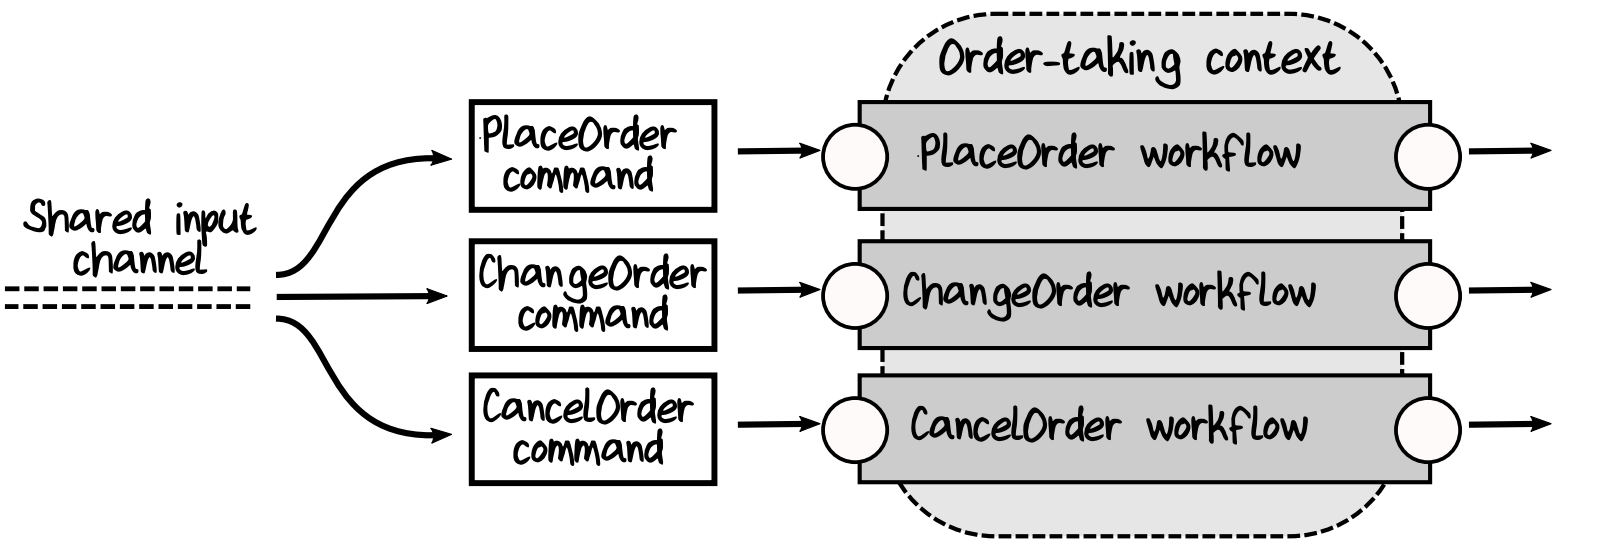 Order-taking context
Shared input
channel
PlaceOrder
command
PlaceOrder workflow
ChangeOrder
command
ChangeOrder workflow
CancelOrder
command
CancelOrder workflow